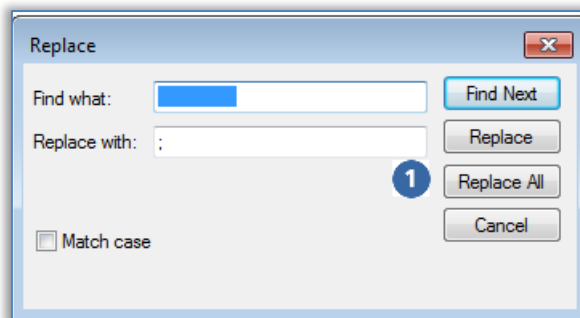 Replace
Find what:
Find Next
Replace with: ;
Replace
1
Replace All
Cancel
Match case